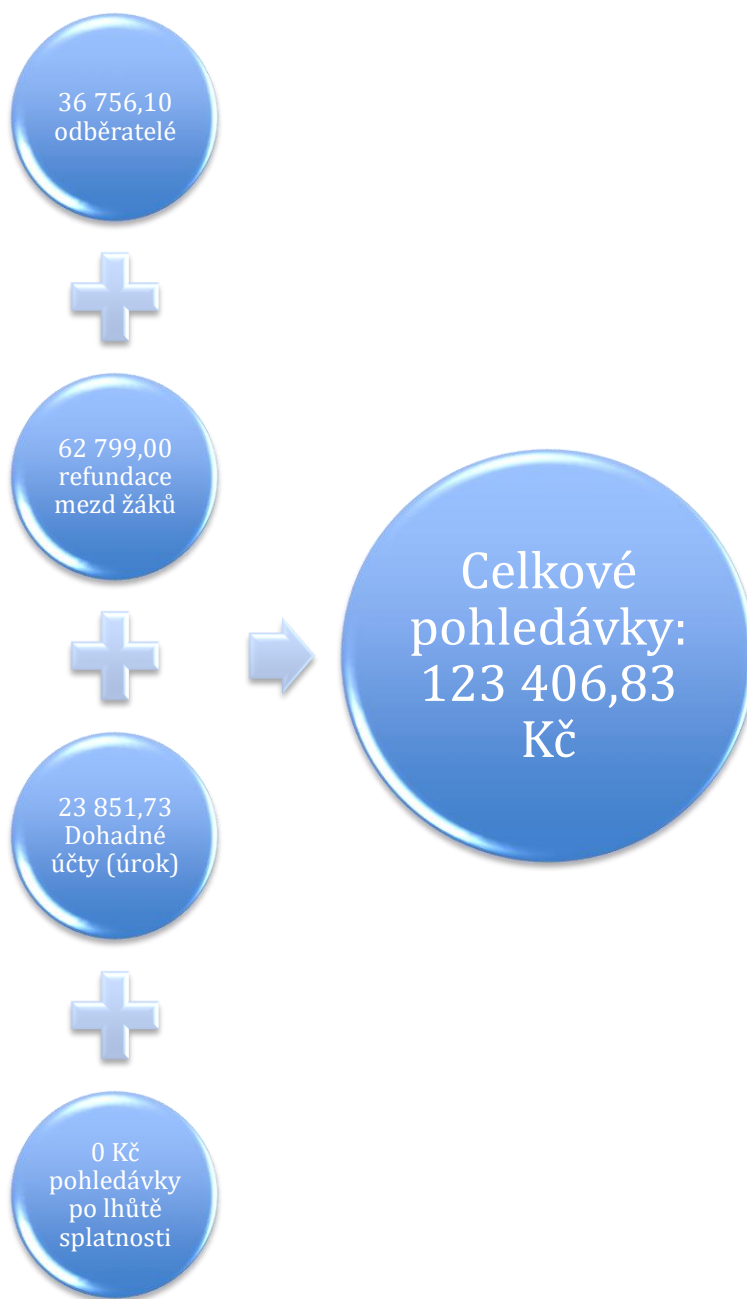 36 756,10
odběratelé
62 799,00
refundace
mezd žáků
23 851,73
Dohadné
účty (úrok)
0 Kč
pohledávky
po lhůtě
splatnosti
Celkové
pohledávky:
123 406,83
Kč